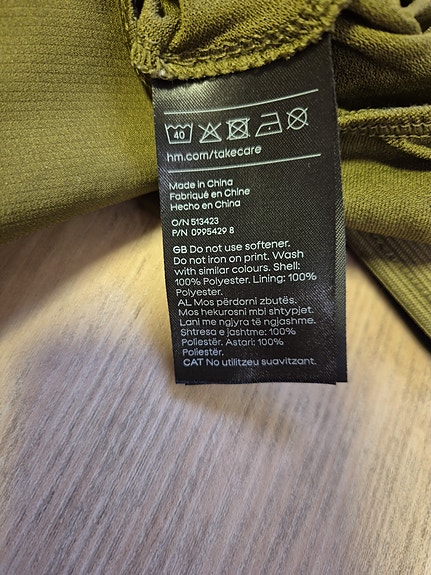 40
hm.com/takecare
Made in China
Fabriqué en Chine
Hecho en China
O/N 513423
P/N 0995429 8
GB Do not use softener.
Do not iron on print. Wash
with similar colours. Shell:
100% Polyester. Lining: 100%
Polyester.
AL Mos përdorni zbutës.
Mos hekurosni mbi shtypjet.
Lani me ngjyra të ngjashme.
Shtresa e jashtme: 100%
Poliestër. Astari: 100%
Poliestër.
CAT No utilitzeu suavitzant.